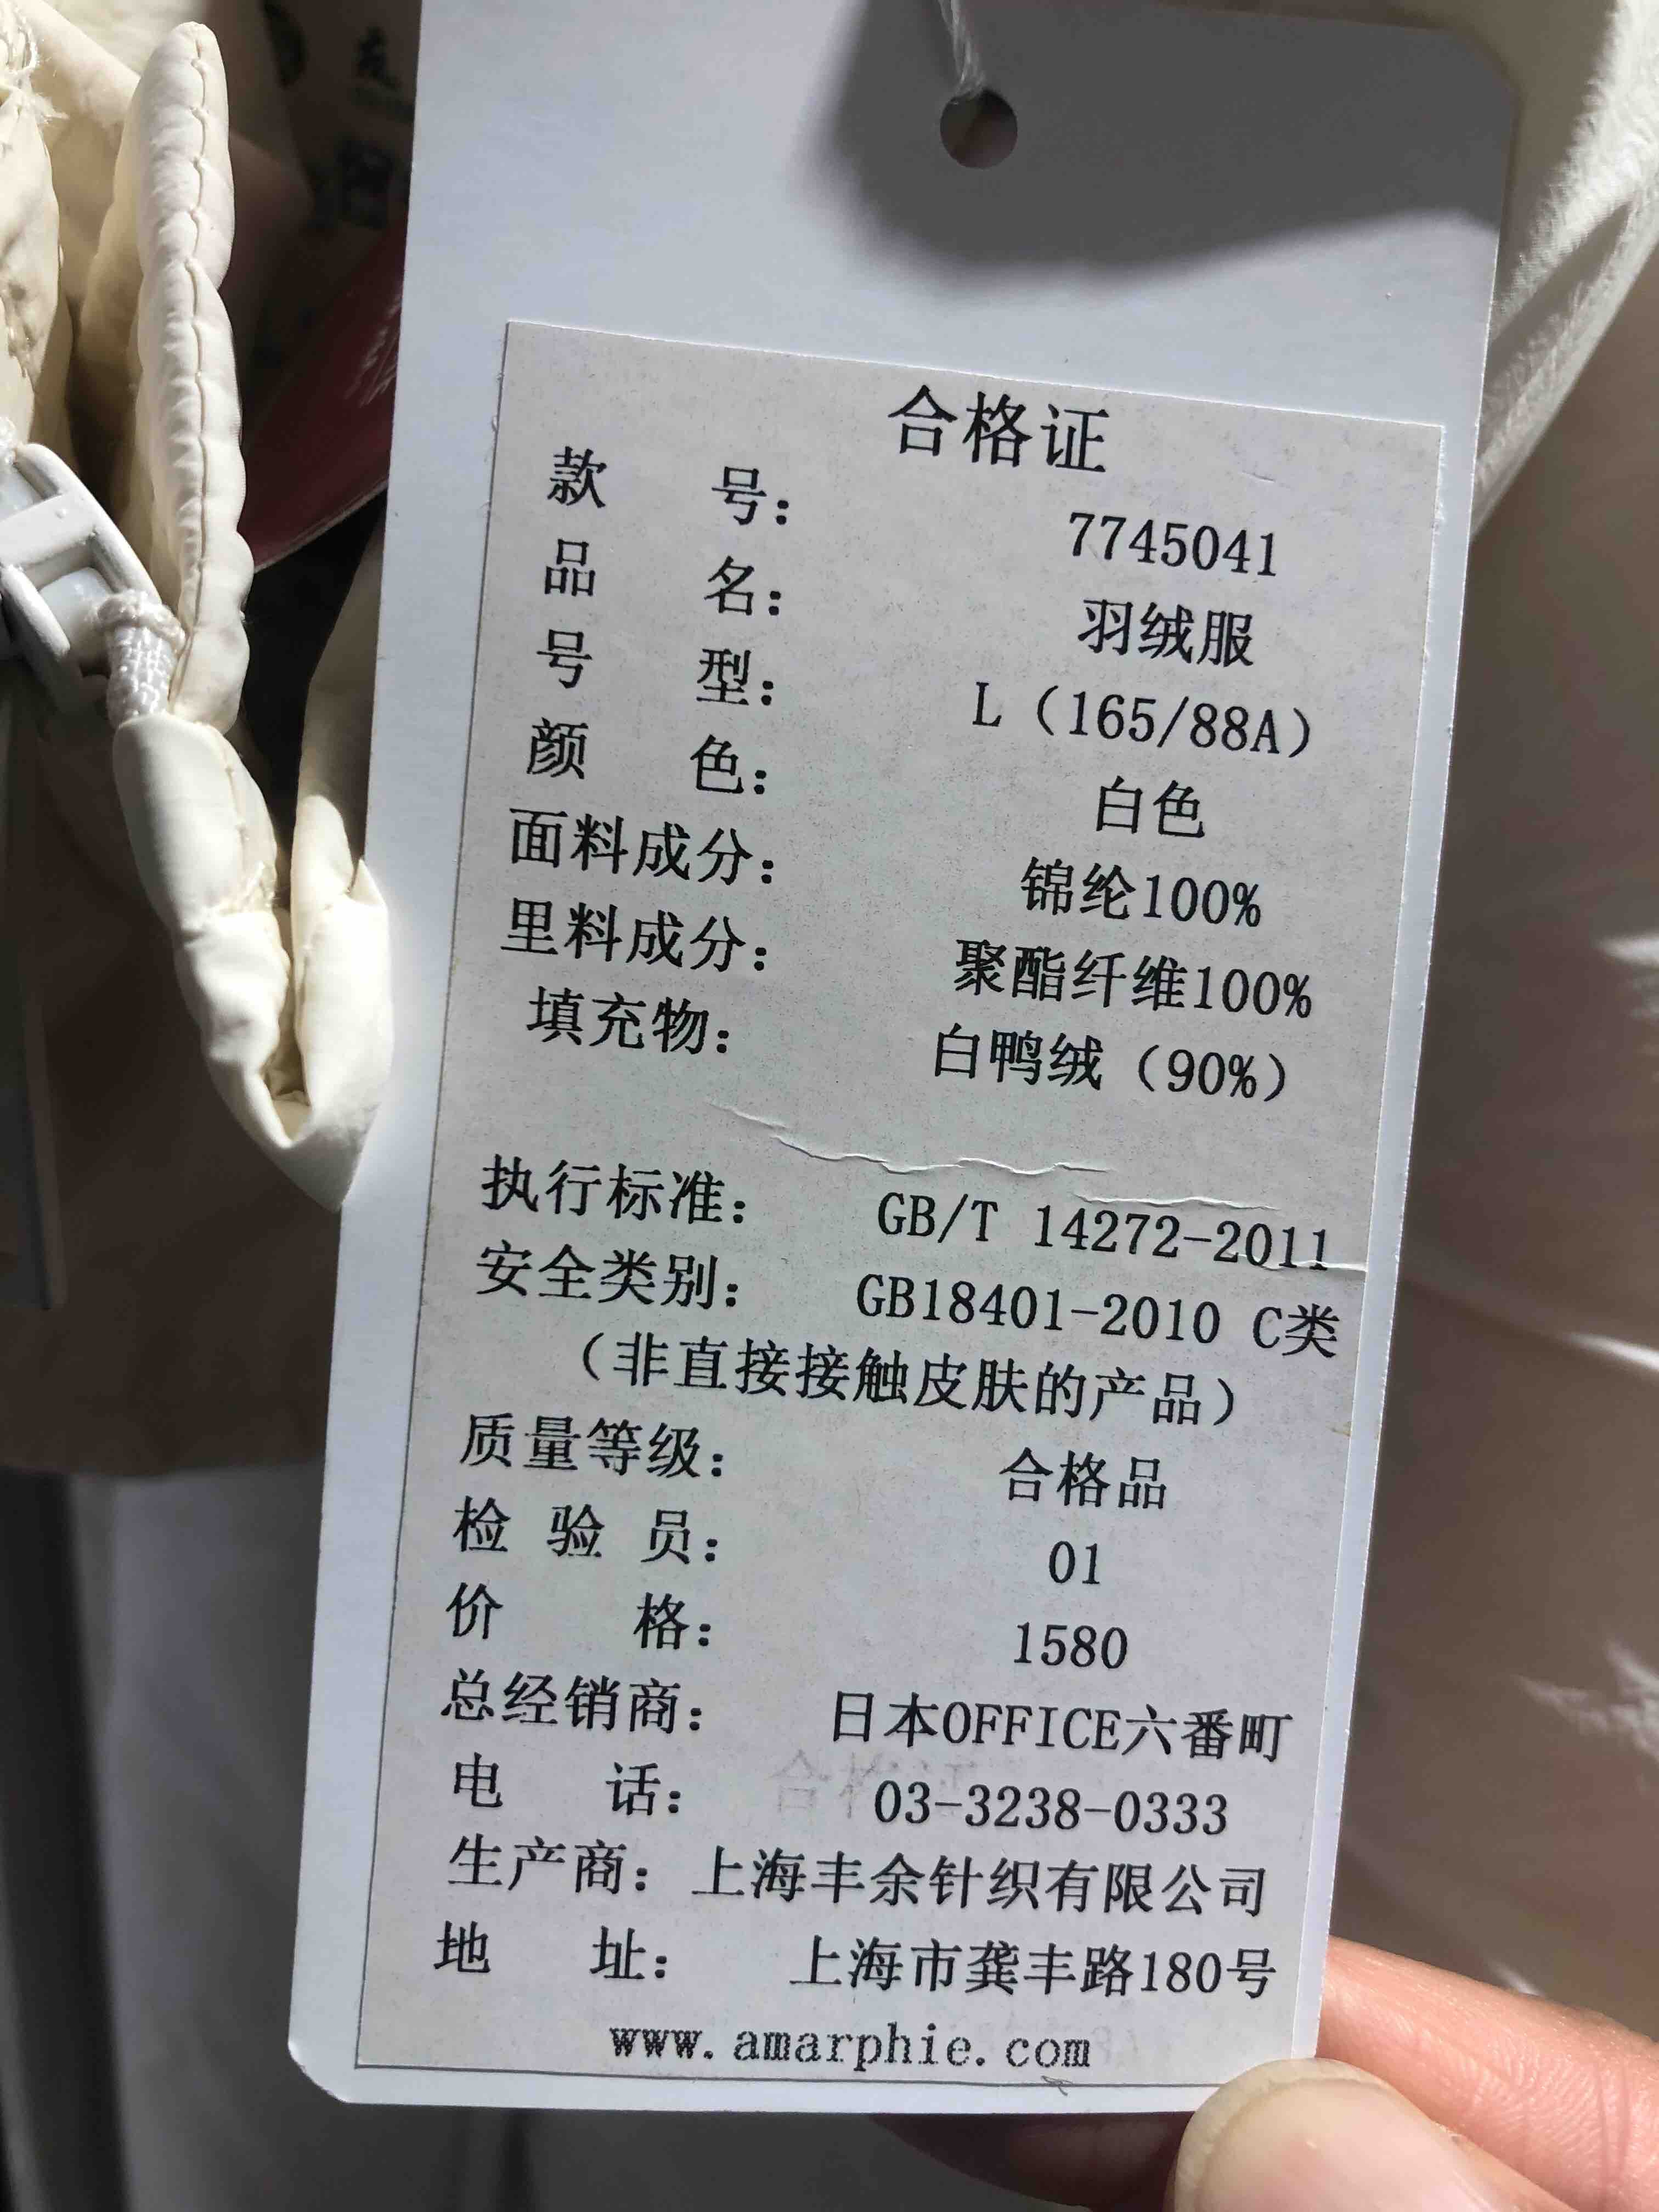 合格证
款号： 7745041
品名： 羽绒服
号型： L（165/88A）
颜色： 白色
面料成分： 锦纶100%
里料成分： 聚酯纤维100%
填充物： 白鸭绒（90%）
执行标准： GB/T 14272-2011
安全类别： GB18401-2010 C类
（非直接接触皮肤的产品）
质量等级： 合格品
检验员： 01
价格： 1580
总经销商： 日本OFFICE六番町
电话： 03-3238-0333
生产商： 上海丰余针织有限公司
地址： 上海市龚丰路180号
www.amarphie.com